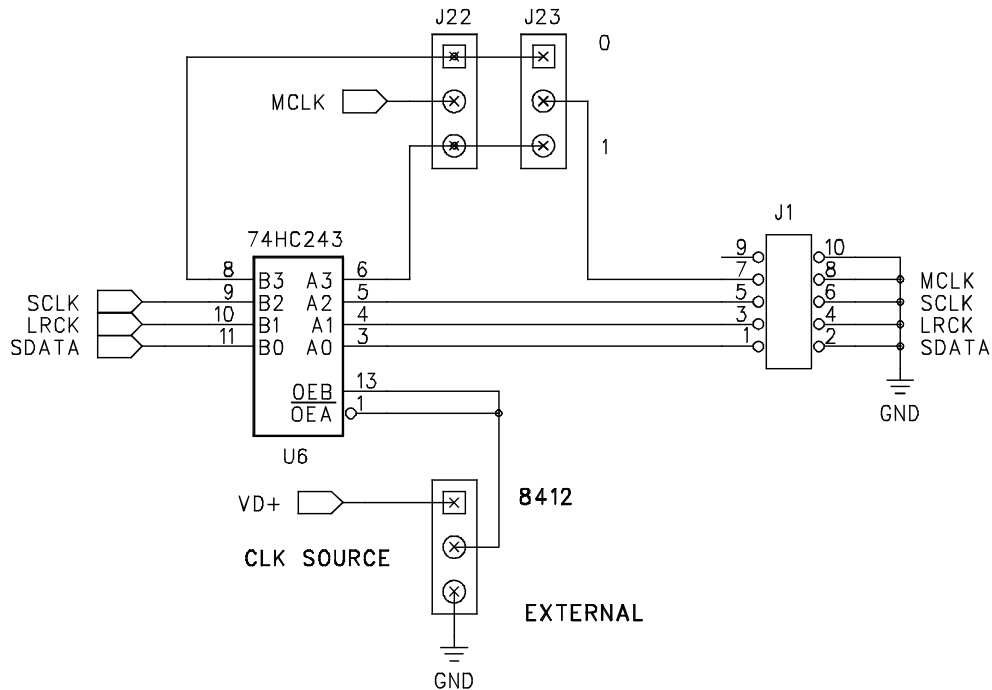 J22 J23
0
MCLK
1
J1
74HC243
8 B3 A3 6
SCLK 9 B2 A2 5
LRCK 10 B1 A1 4
SDATA 11 B0 A0 3
9 10
7 8 MCLK
5 6 SCLK
3 4 LRCK
1 2 SDATA
OEB 13
OEA 1
GND
U6
VD+
8412
CLK SOURCE
EXTERNAL
GND